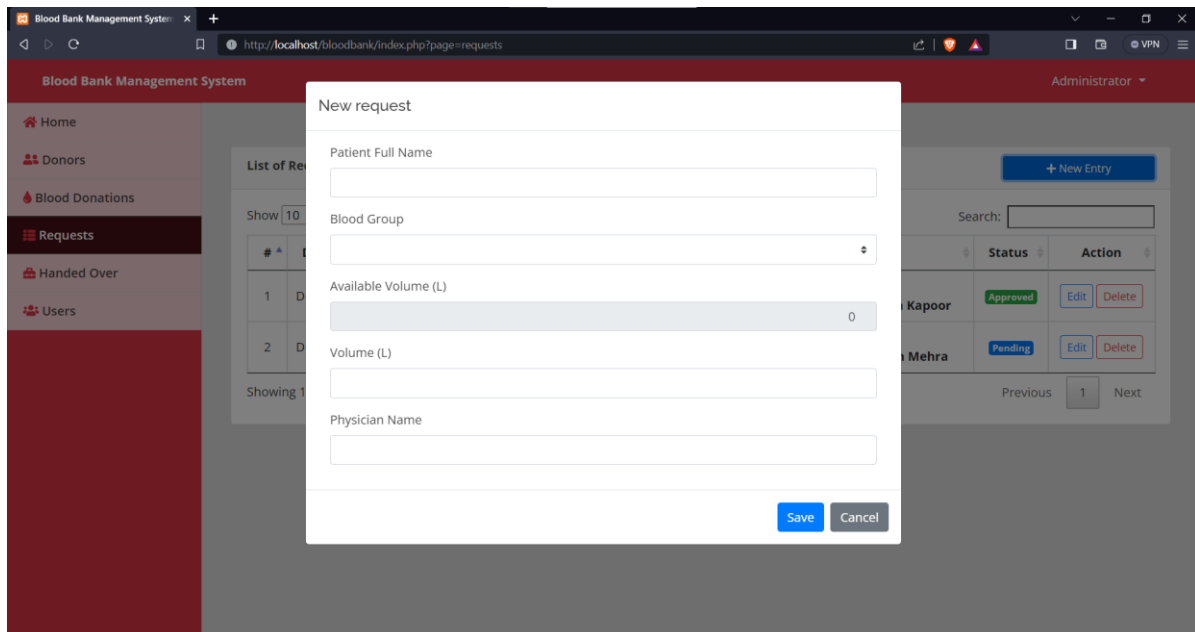 Blood Bank Management System
http://localhost/bloodbank/index.php?page=requests
VPN
Blood Bank Management System
Administrator
Home
Donors
Blood Donations
Requests
Handed Over
Users
New request
Patient Full Name
Blood Group
Available Volume (L)
0
Volume (L)
Physician Name
Save Cancel
List of Re
+ New Entry
Show 10
Search:
# D Status Action
1 D Kapoor Approved Edit Delete
2 D Mehra Pending Edit Delete
Showing 1
Previous 1 Next